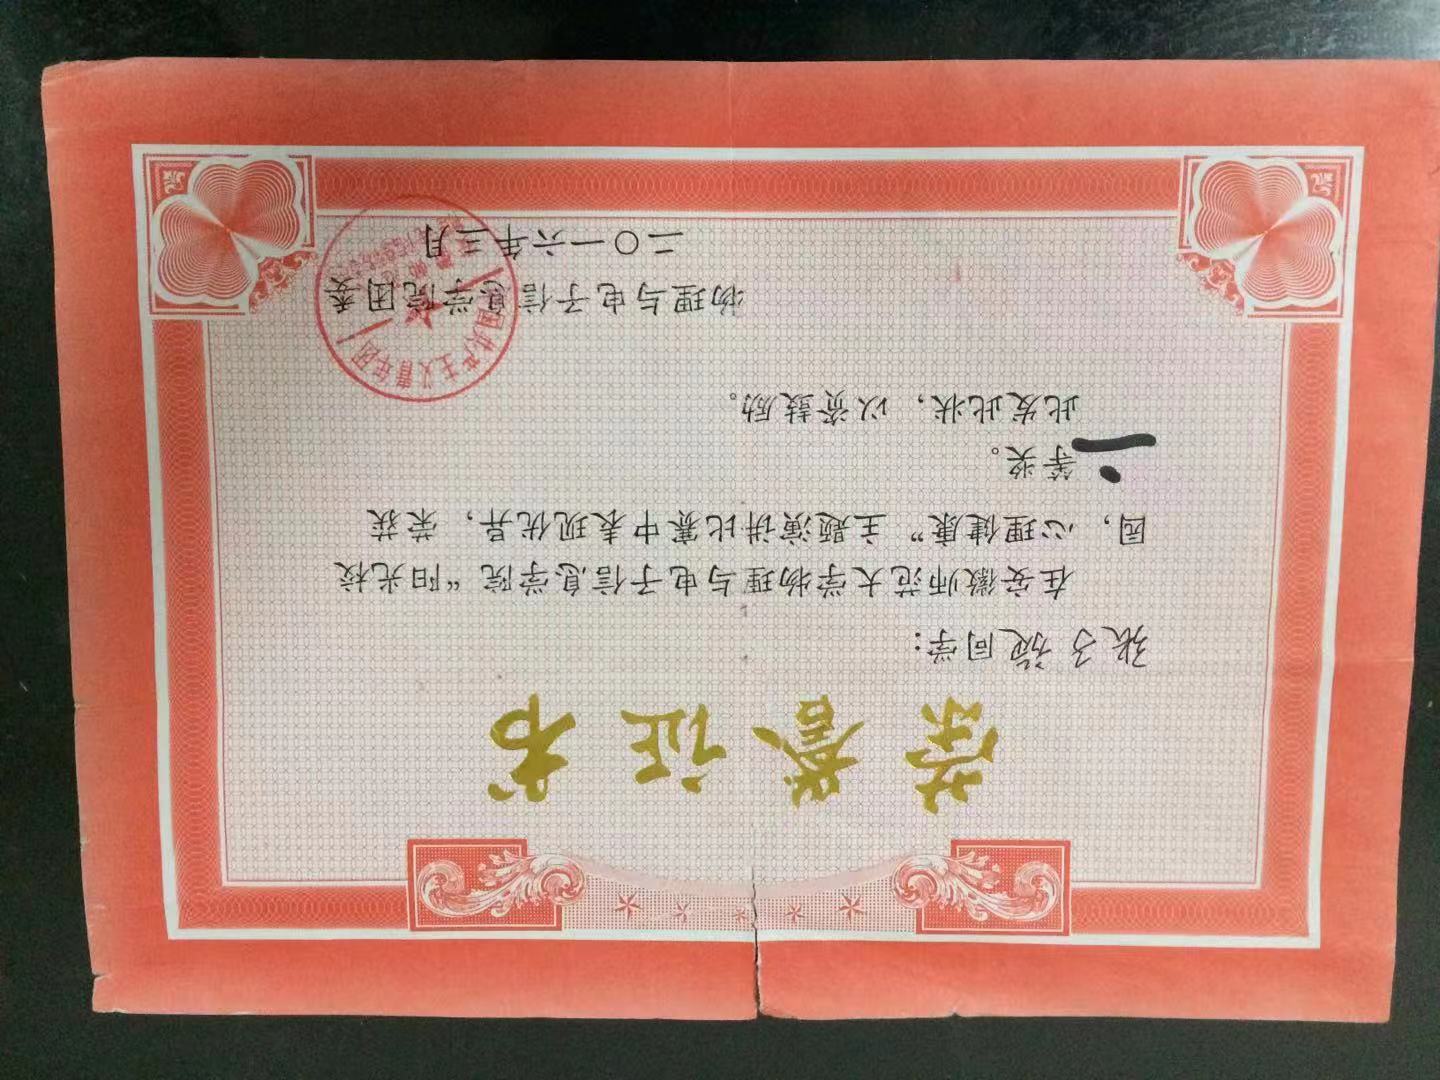 荣誉证书
张子旋同学：
在安徽师范大学物理与电子信息学院“阳光校
园，心理健康”主题演讲比赛中表现优异，荣获
二等奖。
此发此状，以资鼓励。
中国共产主义青年团
物理与电子信息学院团委
二〇一六年三月